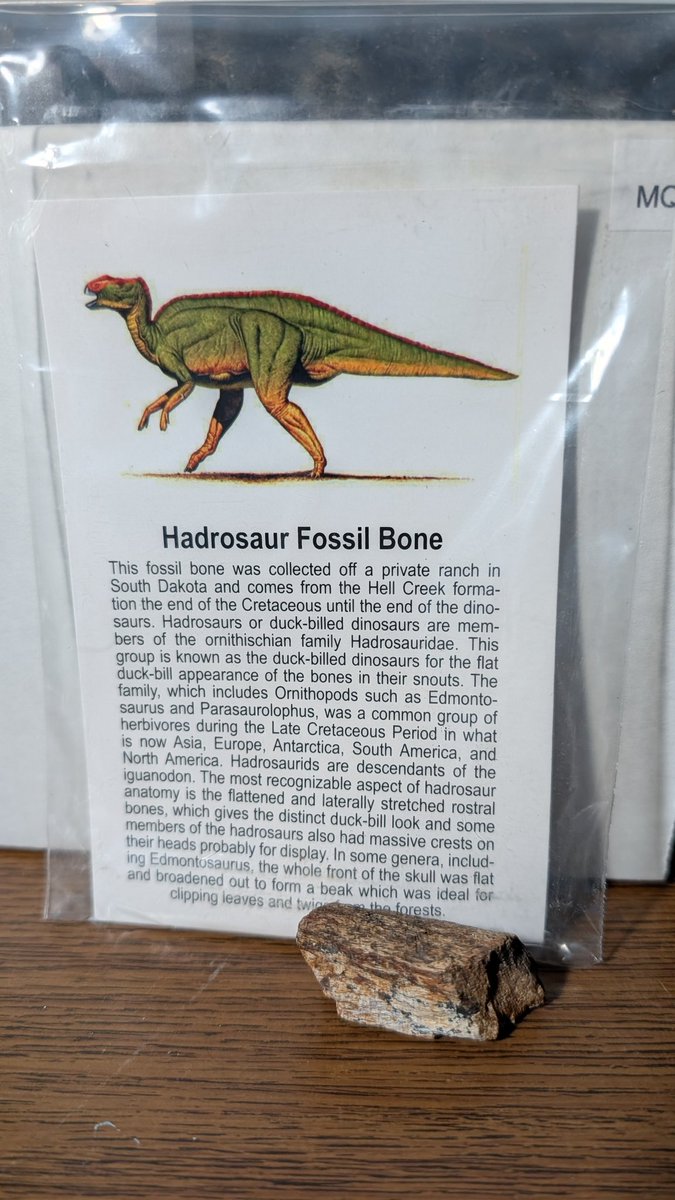 MQ
Hadrosaur Fossil Bone
This fossil bone was collected off a private ranch in
South Dakota and comes from the Hell Creek forma-
tion the end of the Cretaceous until the end of the dino-
saurs. Hadrosaurs or duck-billed dinosaurs are mem-
bers of the ornithischian family Hadrosauridae. This
group is known as the duck-billed dinosaurs for the flat
duck-bill appearance of the bones in their snouts. The
family, which includes Ornithopods such as Edmonto-
saurus and Parasaurolophus, was a common group of
herbivores during the Late Cretaceous Period in what
is now Asia, Europe, Antarctica, South America, and
North America. Hadrosaurids are descendants of the
iguanodon. The most recognizable aspect of hadrosaur
anatomy is the flattened and laterally stretched rostral
bones, which gives the distinct duck-bill look and some
members of the hadrosaurs also had massive crests on
their heads probably for display. In some genera, includ-
ing Edmontosaurus, the whole front of the skull was flat
and broadened out to form a beak which was ideal for
clipping leaves and twigs from the forests.